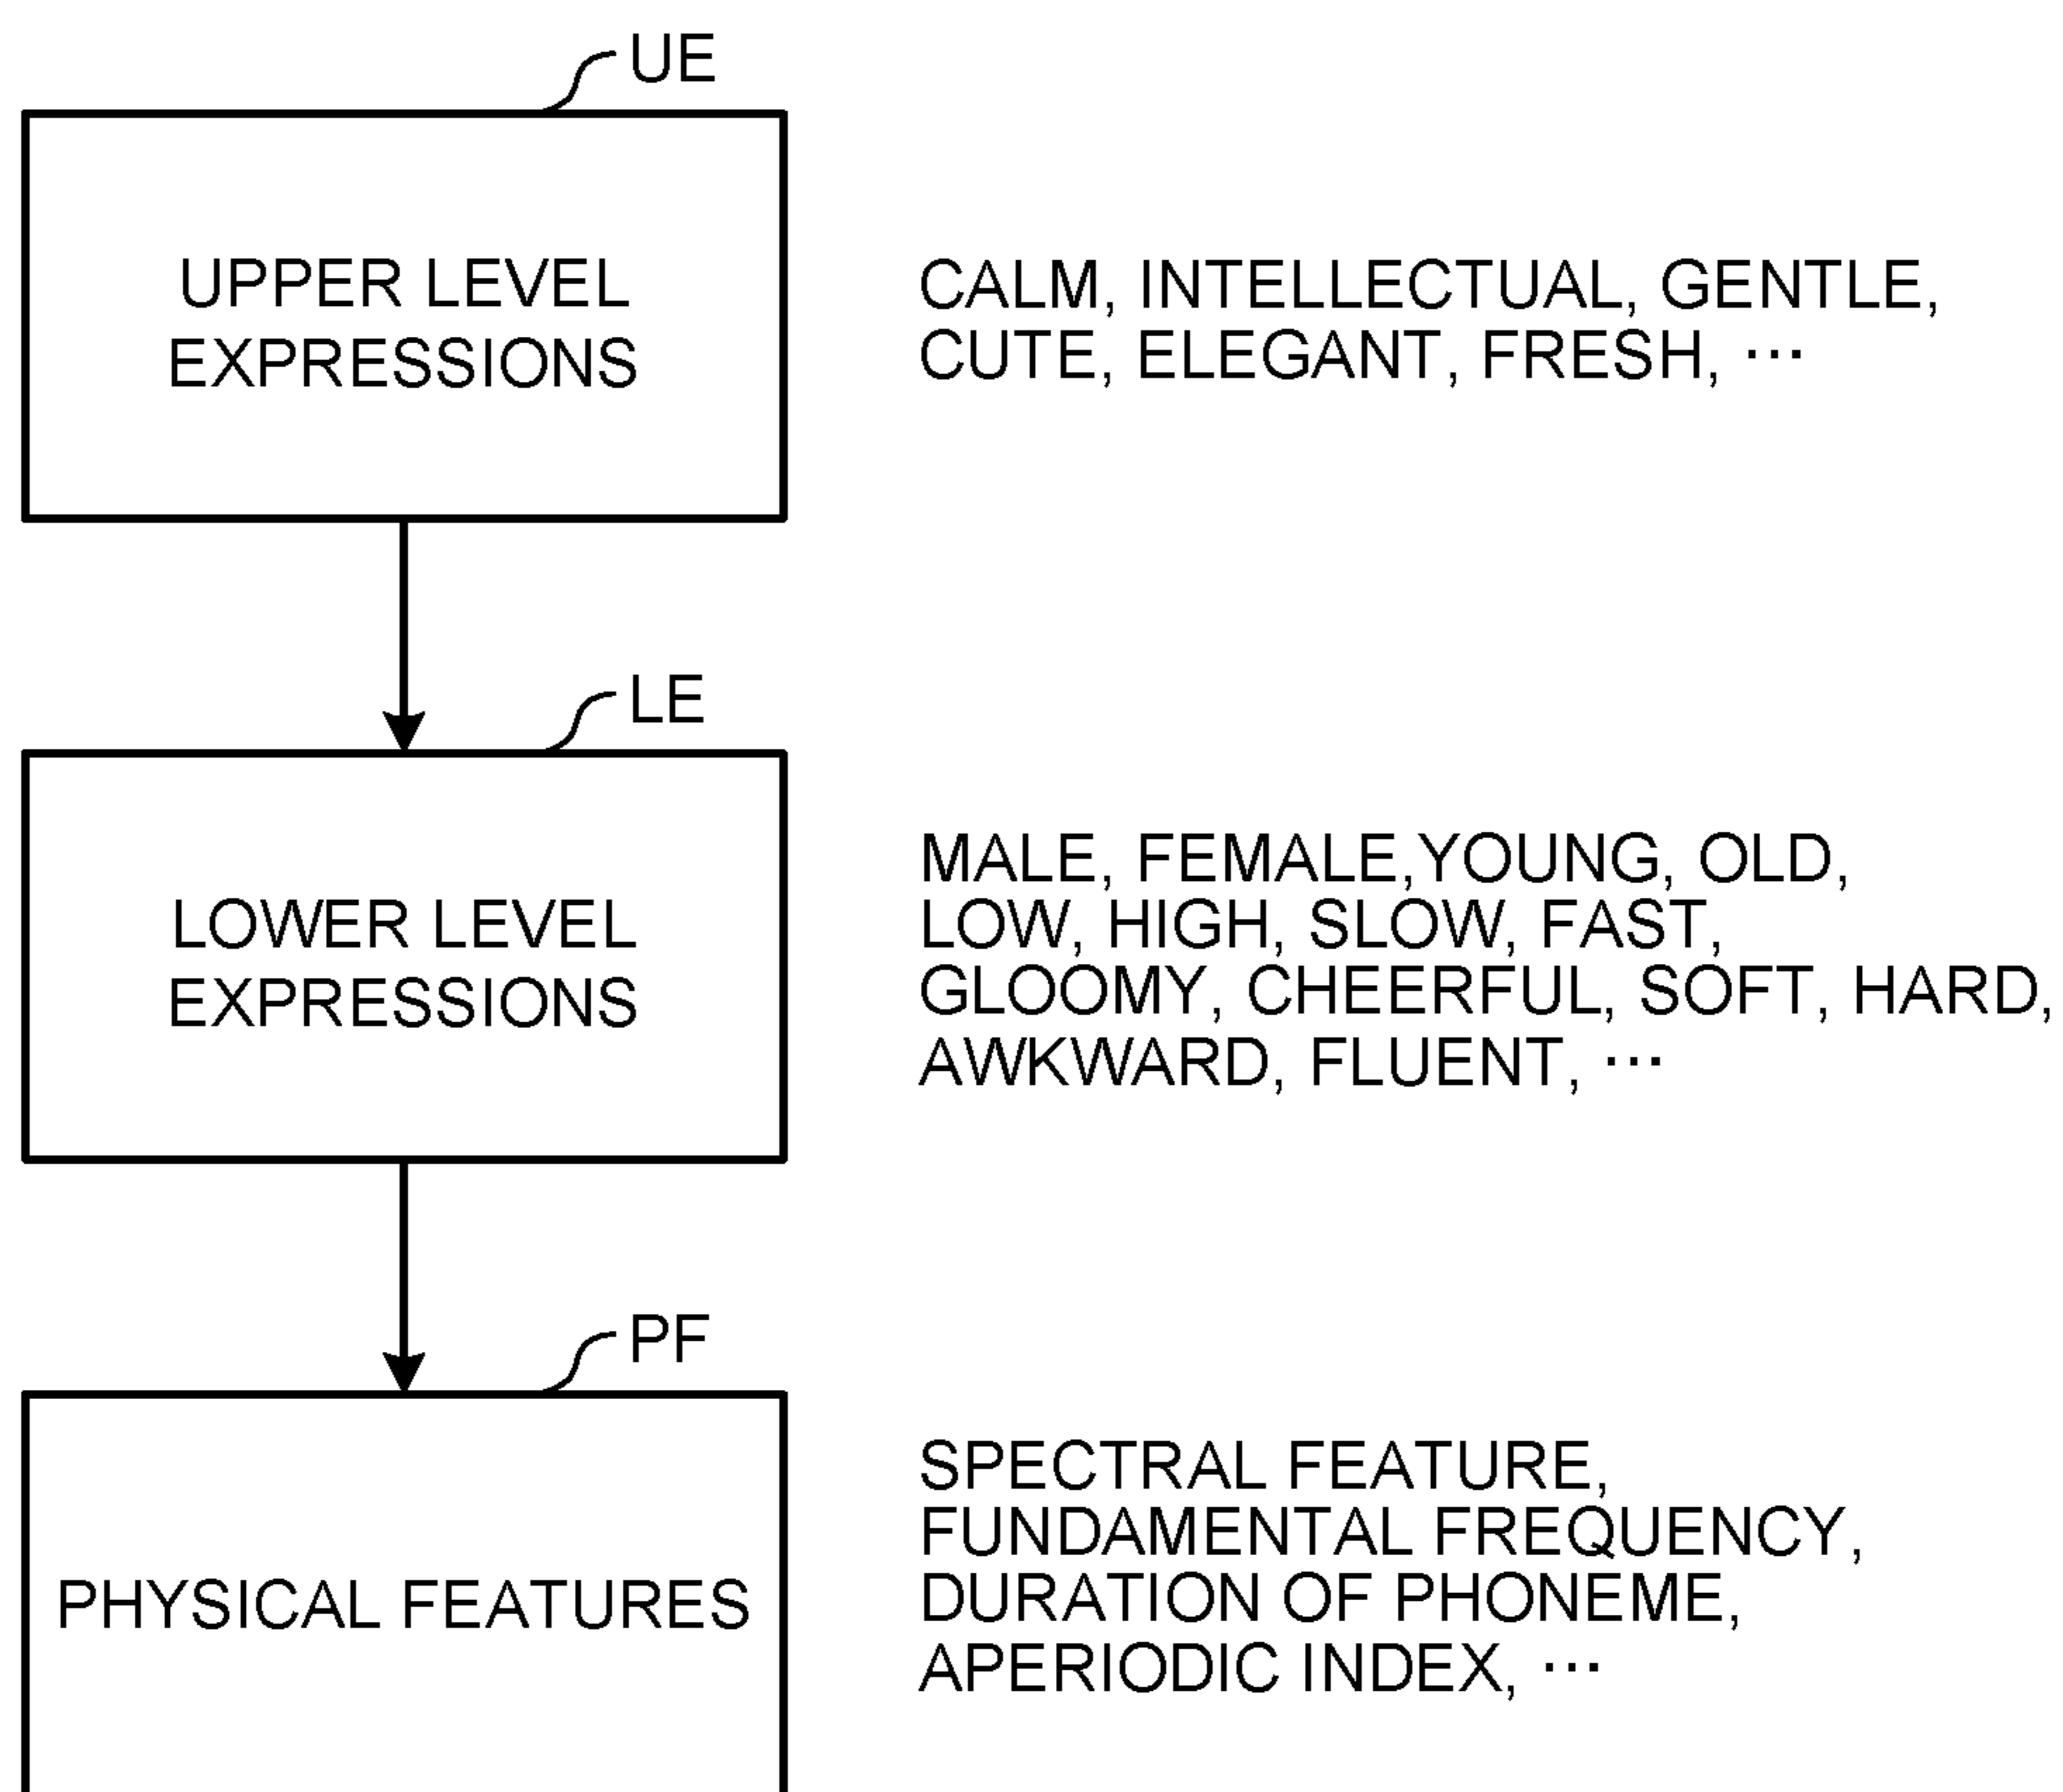 UE
UPPER LEVEL
EXPRESSIONS
CALM, INTELLECTUAL, GENTLE,
CUTE, ELEGANT, FRESH, ···
LE
LOWER LEVEL
EXPRESSIONS
MALE, FEMALE,YOUNG, OLD,
LOW, HIGH, SLOW, FAST,
GLOOMY, CHEERFUL, SOFT, HARD,
AWKWARD, FLUENT, ···
PF
PHYSICAL FEATURES
SPECTRAL FEATURE,
FUNDAMENTAL FREQUENCY,
DURATION OF PHONEME,
APERIODIC INDEX, ···